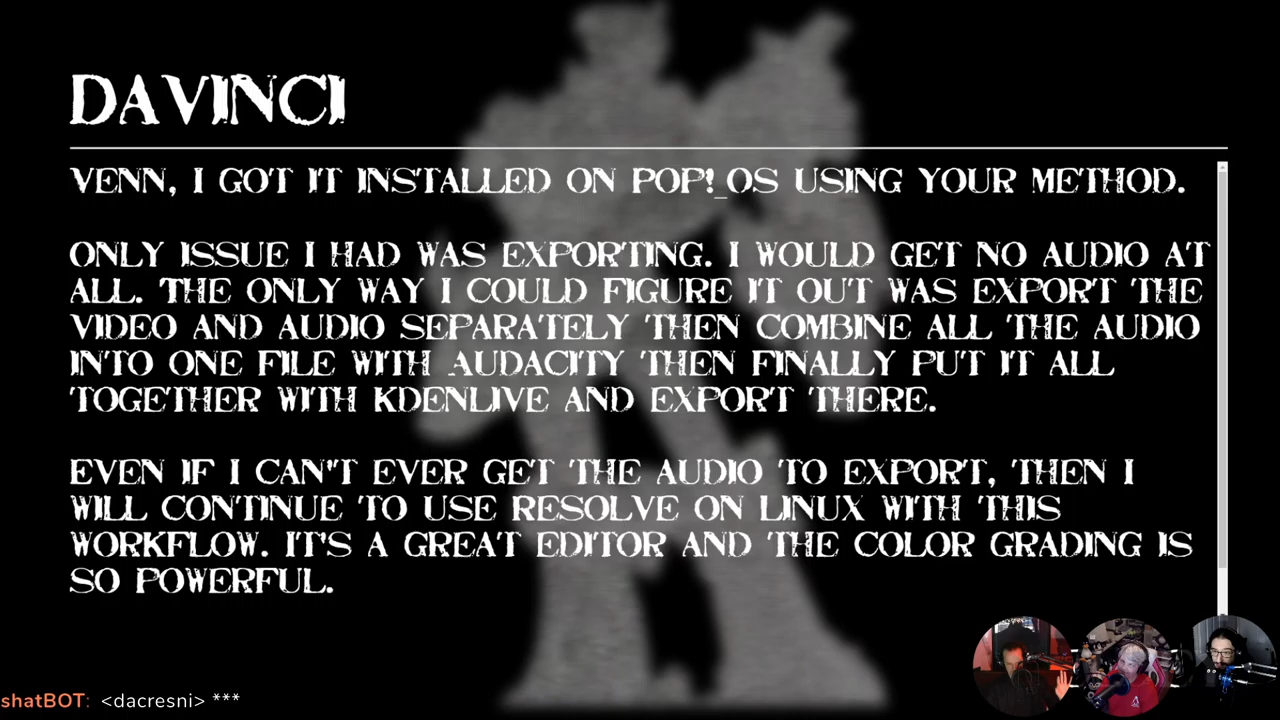 DAVINCI
VENN, I GOT IT INSTALLED ON POP!_OS USING YOUR METHOD.
ONLY ISSUE I HAD WAS EXPORTING. I WOULD GET NO AUDIO AT
ALL. THE ONLY WAY I COULD FIGURE IT OUT WAS EXPORT THE
VIDEO AND AUDIO SEPARATELY THEN COMBINE ALL THE AUDIO
INTO ONE FILE WITH AUDACITY THEN FINALLY PUT IT ALL
TOGETHER WITH KDENLIVE AND EXPORT THERE.
EVEN IF I CAN'T EVER GET THE AUDIO TO EXPORT, THEN I
WILL CONTINUE TO USE RESOLVE ON LINUX WITH THIS
WORKFLOW. IT'S A GREAT EDITOR AND THE COLOR GRADING IS
SO POWERFUL.
shatBOT: <dacresni> ***